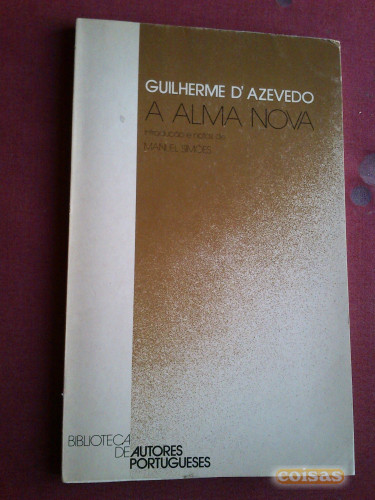 GUILHERME D'AZEVEDO
A ALMA NOVA
introdução e notas de
MANUEL SIMÕES
BIBLIOTECA
DE AUTORES
PORTUGUESES
coisas